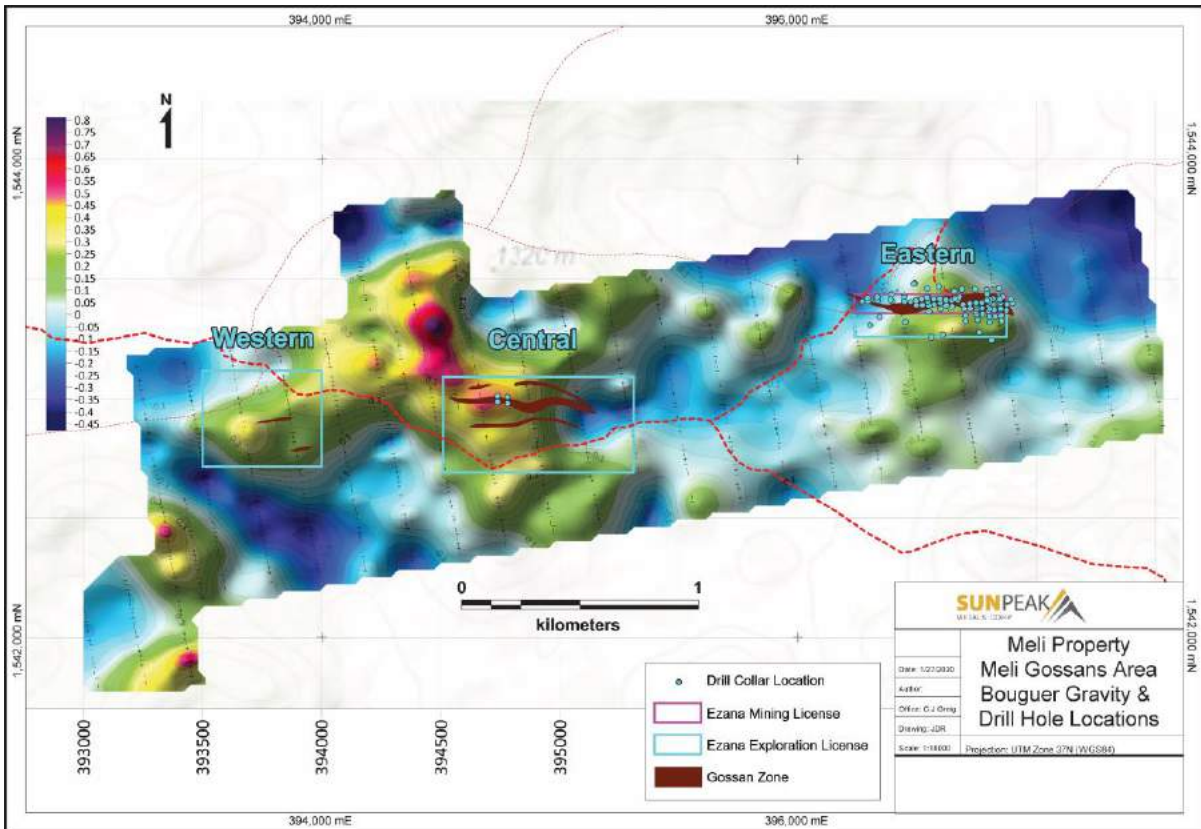 394,000 mE
396,000 mE
N
1,544,000 mN
1,544,000 mN
0.8
0.75
0.7
0.65
0.6
0.55
0.5
0.45
0.4
0.35
0.3
0.25
0.2
0.15
0.1
0.05
0
-0.05
-0.1
-0.15
-0.2
-0.25
-0.3
-0.35
-0.4
-0.45
1320 m
Eastern
Western
Central
0
1
kilometers
1,542,000 mN
1,542,000 mN
393000
393500
394000
394500
395000
Drill Collar Location
Ezana Mining License
Ezana Exploration License
Gossan Zone
SUNPEAK
Meli Property
Meli Gossans Area
Bouguer Gravity &
Drill Hole Locations
Author:
Drawing: JDR
Projection: UTM Zone 37N (WGS84)
394,000 mE
396,000 mE